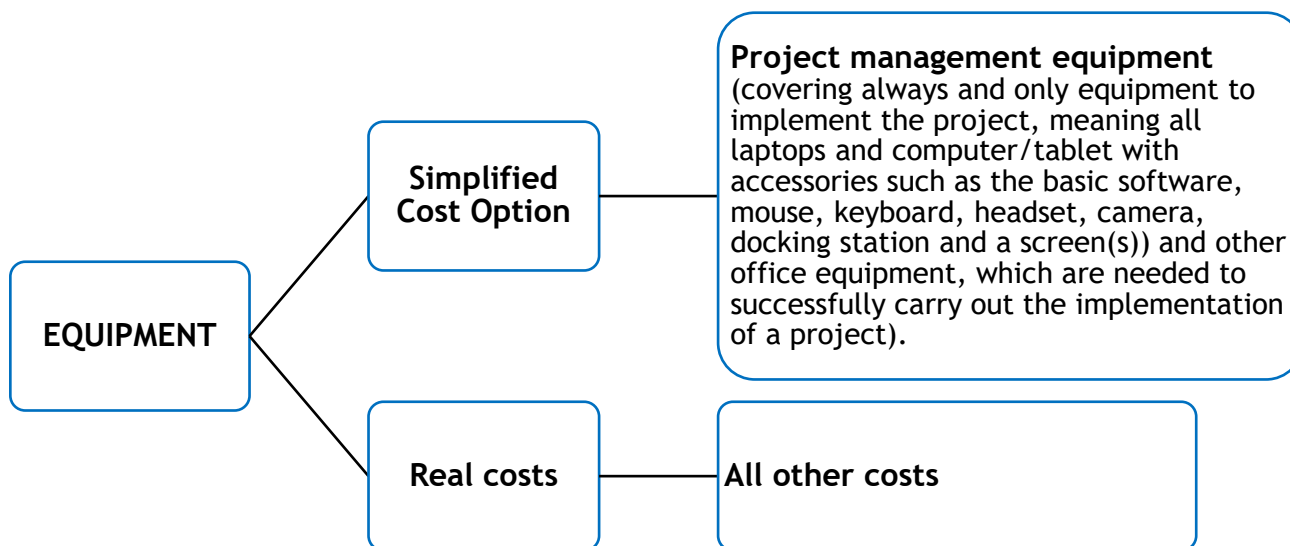 Project management equipment
(covering always and only equipment to
implement the project, meaning all
laptops and computer/tablet with
accessories such as the basic software,
mouse, keyboard, headset, camera,
docking station and a screen(s)) and other
office equipment, which are needed to
successfully carry out the implementation
of a project).
Simplified
Cost Option
EQUIPMENT
Real costs
All other costs